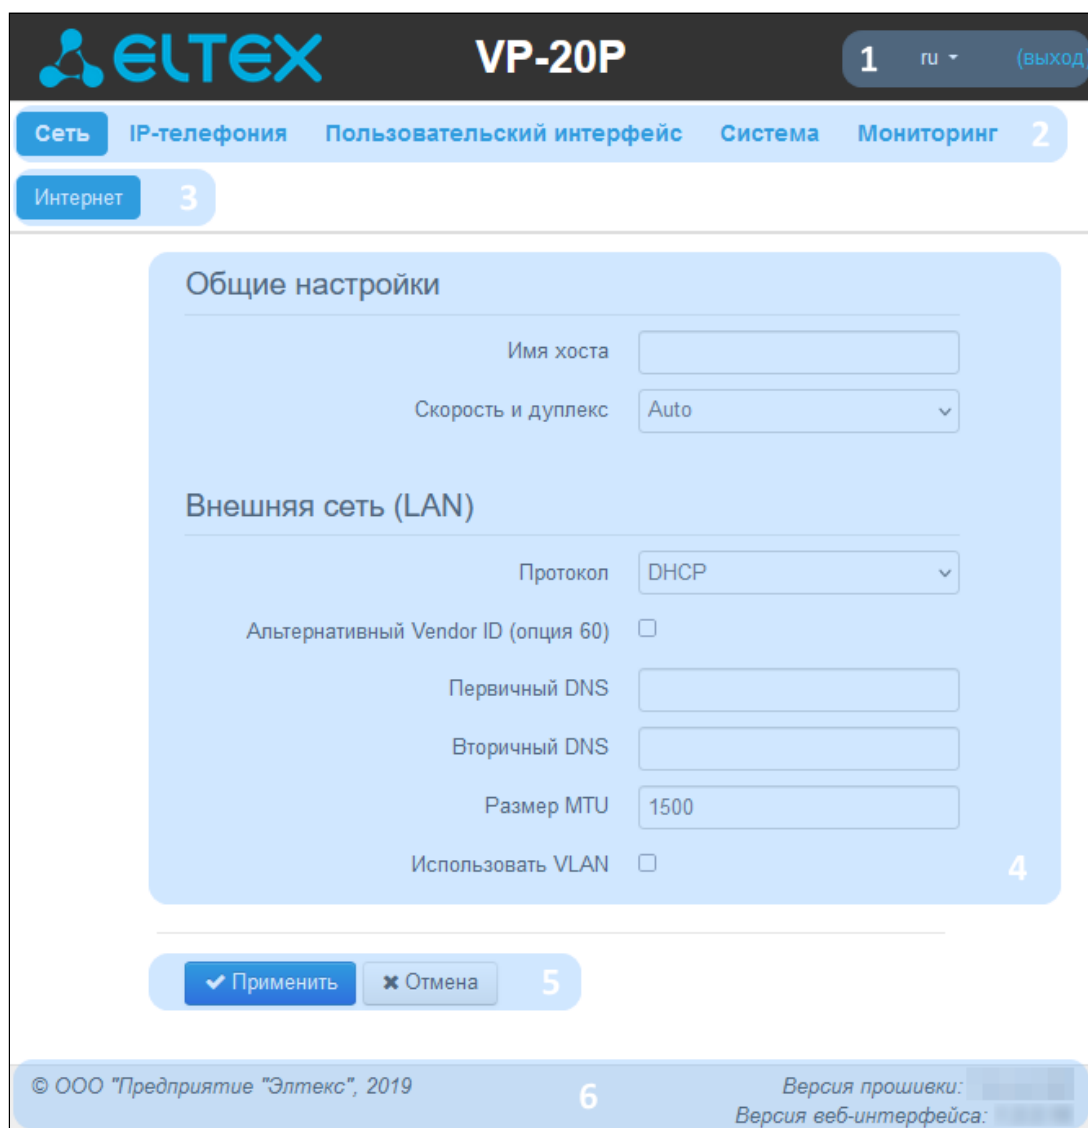 ELTEX VP-20P 1 ru (выход)
Сеть IP-телефония Пользовательский интерфейс Система Мониторинг 2
Интернет 3
Общие настройки
Имя хоста
Скорость и дуплекс Auto
Внешняя сеть (LAN)
Протокол DHCP
Альтернативный Vendor ID (опция 60)
Первичный DNS
Вторичный DNS
Размер MTU 1500
Использовать VLAN
4
Применить Отмена 5
© ООО "Предприятие "Элтекс", 2019 6 Версия прошивки:
Версия веб-интерфейса: